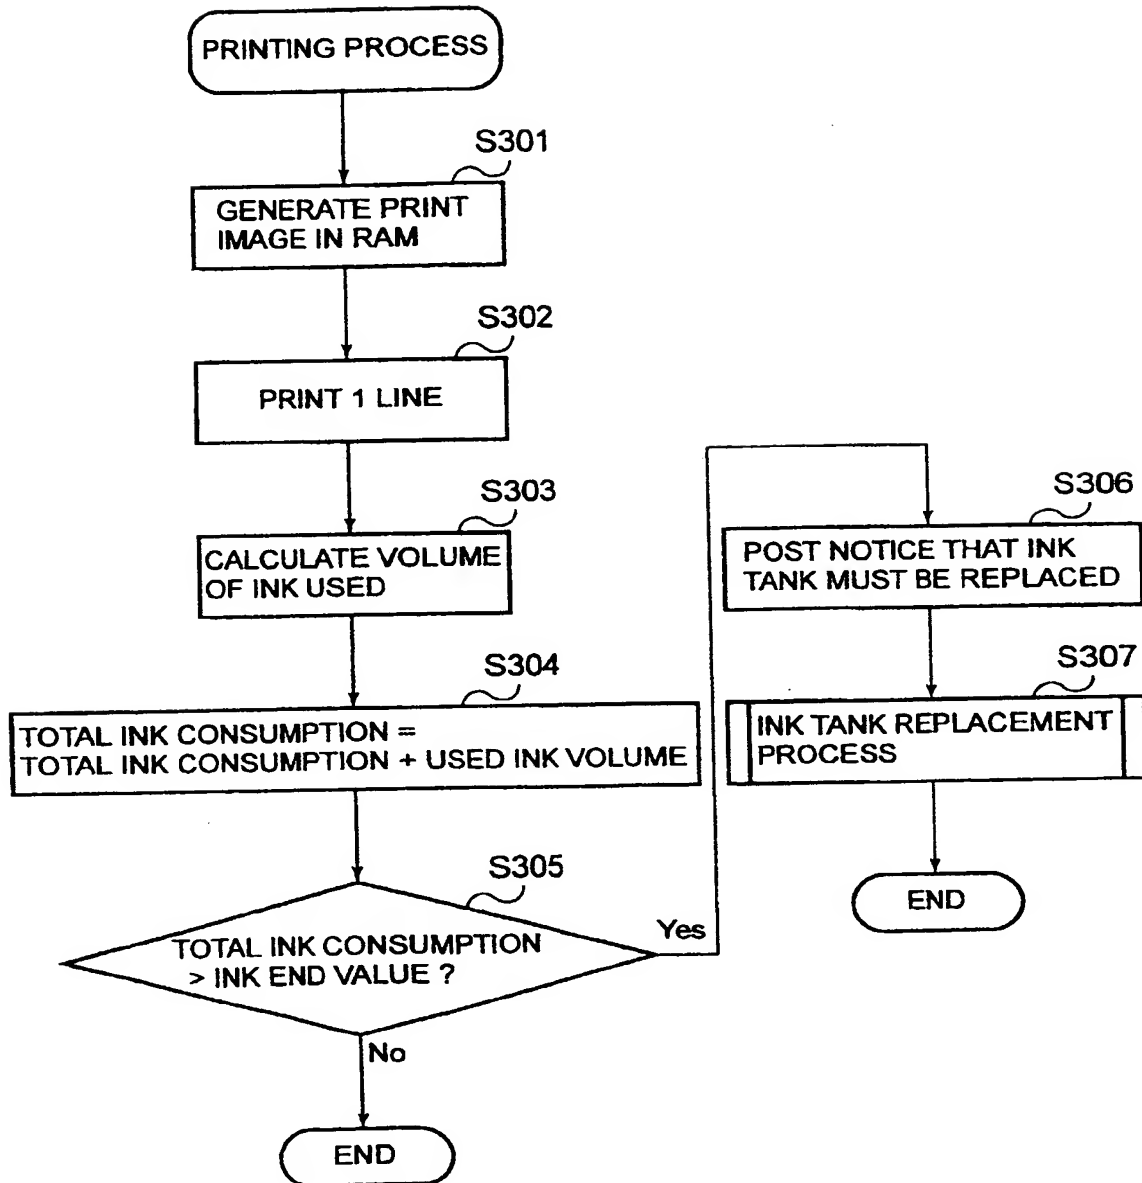 PRINTING PROCESS
S301
GENERATE PRINT
IMAGE IN RAM
S302
PRINT 1 LINE
S303
CALCULATE VOLUME
OF INK USED
S304
TOTAL INK CONSUMPTION =
TOTAL INK CONSUMPTION + USED INK VOLUME
S305
TOTAL INK CONSUMPTION
> INK END VALUE ?
Yes
No
END
S306
POST NOTICE THAT INK
TANK MUST BE REPLACED
S307
INK TANK REPLACEMENT
PROCESS
END